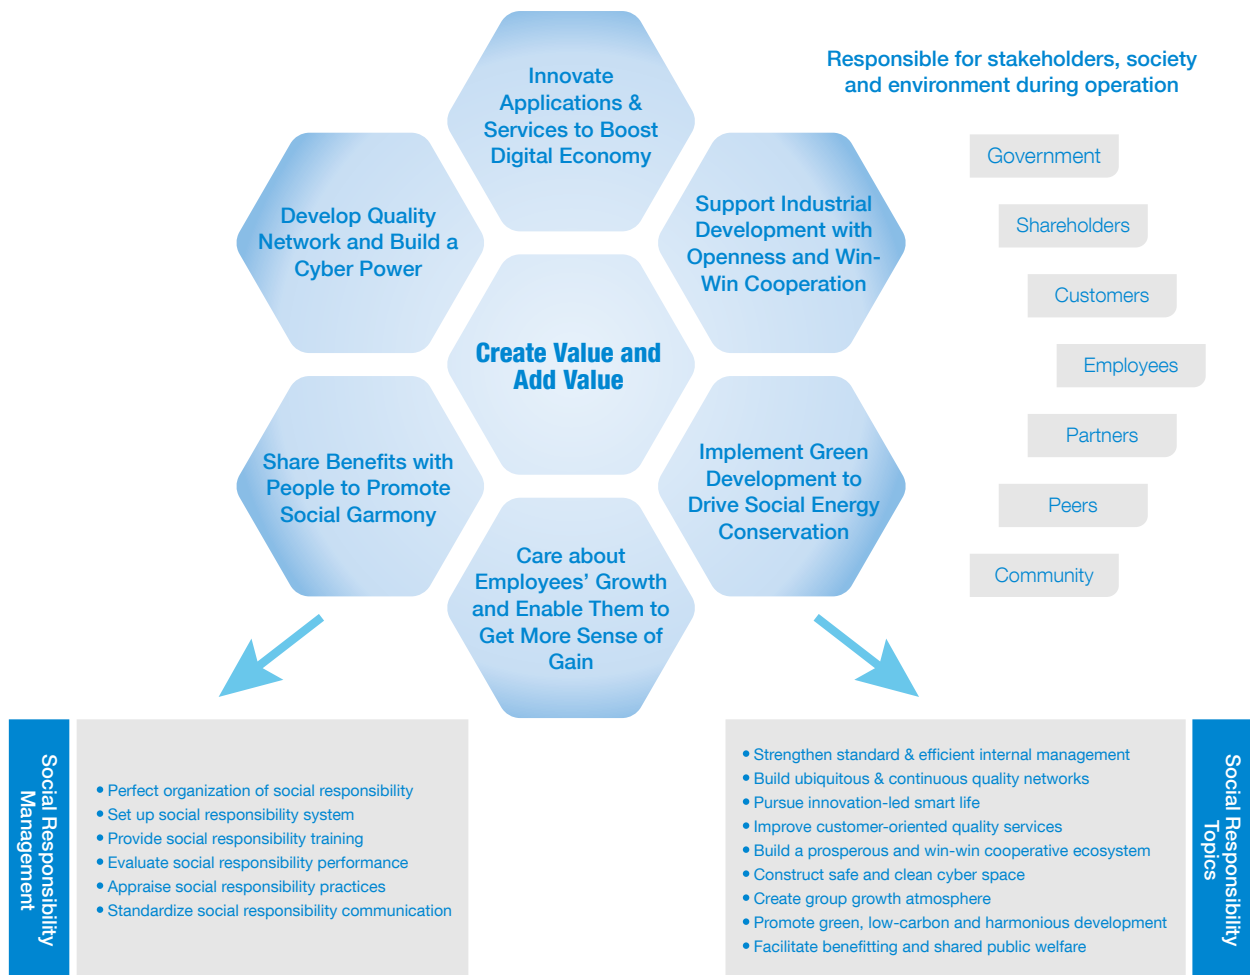 Innovate
Applications &
Services to Boost
Digital Economy
Responsible for stakeholders, society
and environment during operation
Develop Quality
Network and Build a
Cyber Power
Support Industrial
Development with
Openness and Win-
Win Cooperation
Create Value and
Add Value
Share Benefits with
People to Promote
Social Garmony
Implement Green
Development to
Drive Social Energy
Conservation
Care about
Employees’ Growth
and Enable Them to
Get More Sense of
Gain
Government
Shareholders
Customers
Employees
Partners
Peers
Community
Social Responsibility
Management
• Perfect organization of social responsibility
• Set up social responsibility system
• Provide social responsibility training
• Evaluate social responsibility performance
• Appraise social responsibility practices
• Standardize social responsibility communication
• Strengthen standard & efficient internal management
• Build ubiquitous & continuous quality networks
• Pursue innovation-led smart life
• Improve customer-oriented quality services
• Build a prosperous and win-win cooperative ecosystem
• Construct safe and clean cyber space
• Create group growth atmosphere
• Promote green, low-carbon and harmonious development
• Facilitate benefitting and shared public welfare
Social Responsibility
Topics